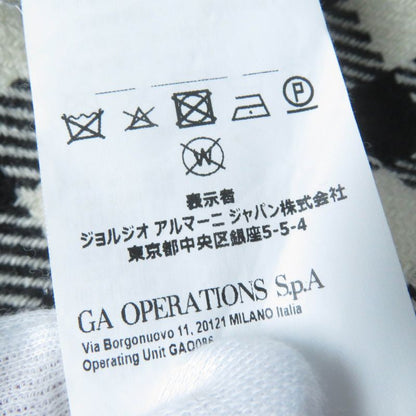 P
W
表示者
ジョルジオ アルマーニ ジャパン株式会社
東京都中央区銀座5-5-4
GA OPERATIONS S.p.A
Via Borgonuovo 11, 20121 MILANO Italia
Operating Unit GAO086